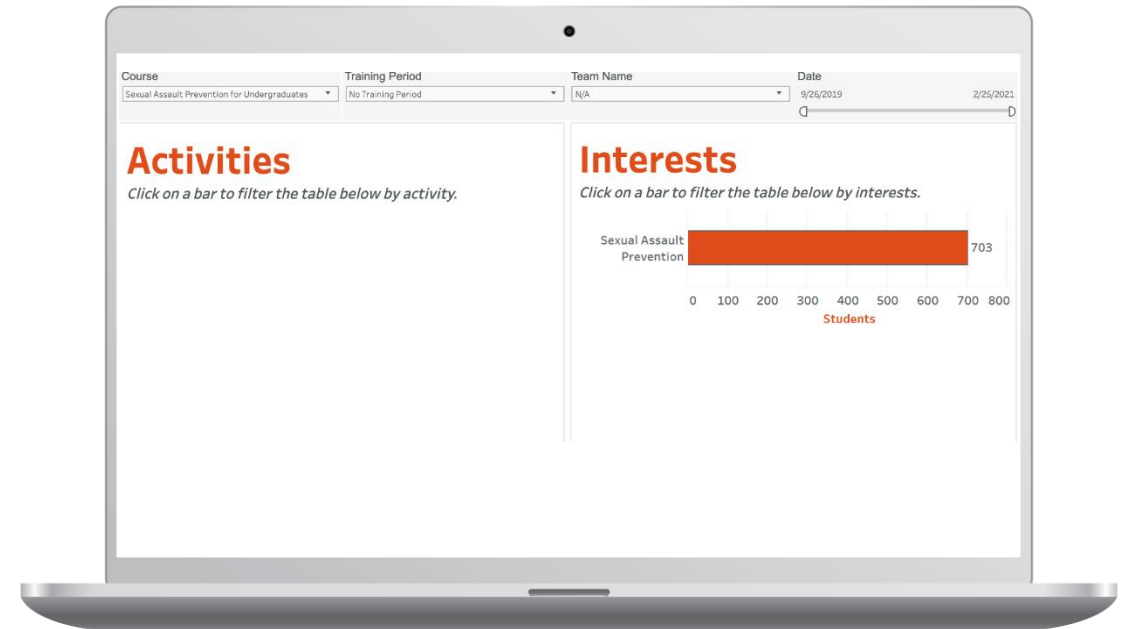 Course
Training Period
Team Name
Date
Sexual Assault Prevention for Undergraduates
No Training Period
N/A
9/26/2019
2/25/2021
Activities
Click on a bar to filter the table below by activity.
Interests
Click on a bar to filter the table below by interests.
Sexual Assault
Prevention
703
0 100 200 300 400 500 600 700 800
Students